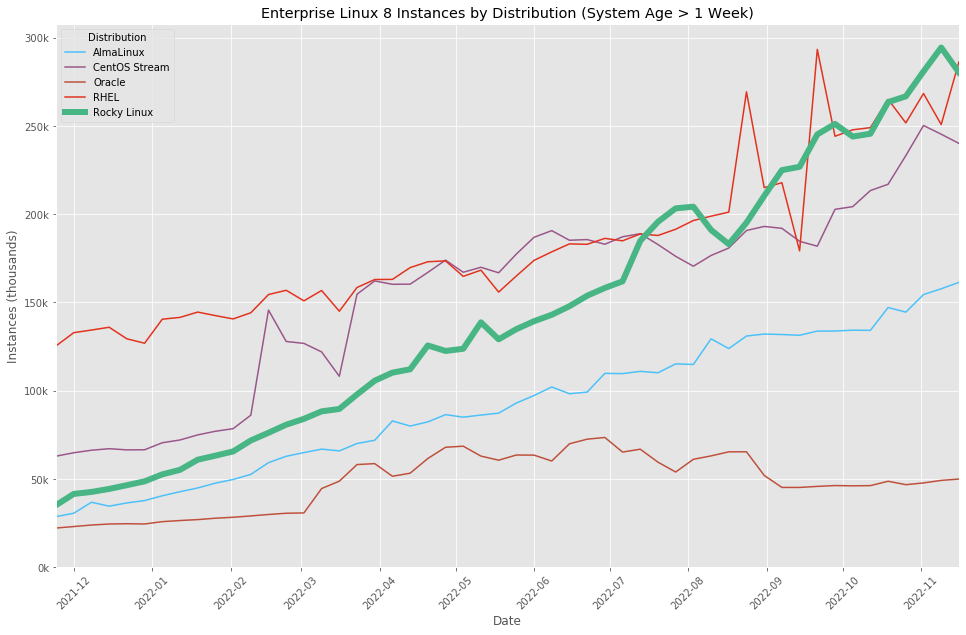 Enterprise Linux 8 Instances by Distribution (System Age > 1 Week)
Distribution
AlmaLinux
CentOS Stream
Oracle
RHEL
Rocky Linux
Instances (thousands)
300k
250k
200k
150k
100k
50k
0k
2021-12
2022-01
2022-02
2022-03
2022-04
2022-05
2022-06
2022-07
2022-08
2022-09
2022-10
2022-11
Date